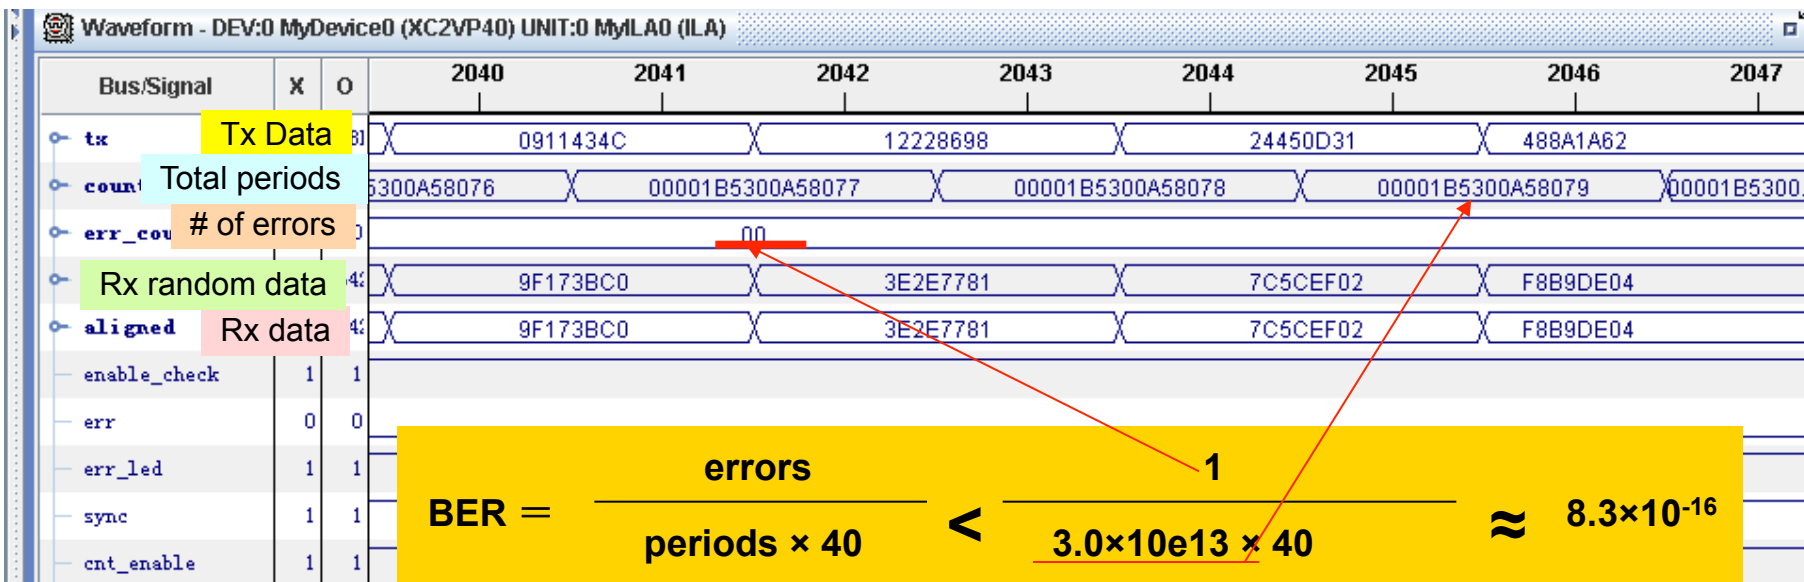 Waveform - DEV:0 MyDevice0 (XC2VP40) UNIT:0 MyILA0 (ILA)
Bus/Signal X O 2040 2041 2042 2043 2044 2045 2046 2047
tx Tx Data 0911434C 12228698 24450D31 488A1A62
Total periods 5300A58076 00001B5300A58077 00001B5300A58078 00001B5300A58079 00001B5300
# of errors 00
Rx random data 9F173BC0 3E2E7781 7C5CEF02 F8B9DE04
aligned Rx data 9F173BC0 3E2E7781 7C5CEF02 F8B9DE04
enable_check 1 1
err 0 0
err_led 1 1
sync 1 1
cnt_enable 1 1
errors 1
BER = < ≈ 8.3×10-16
periods × 40 3.0×10e13 × 40